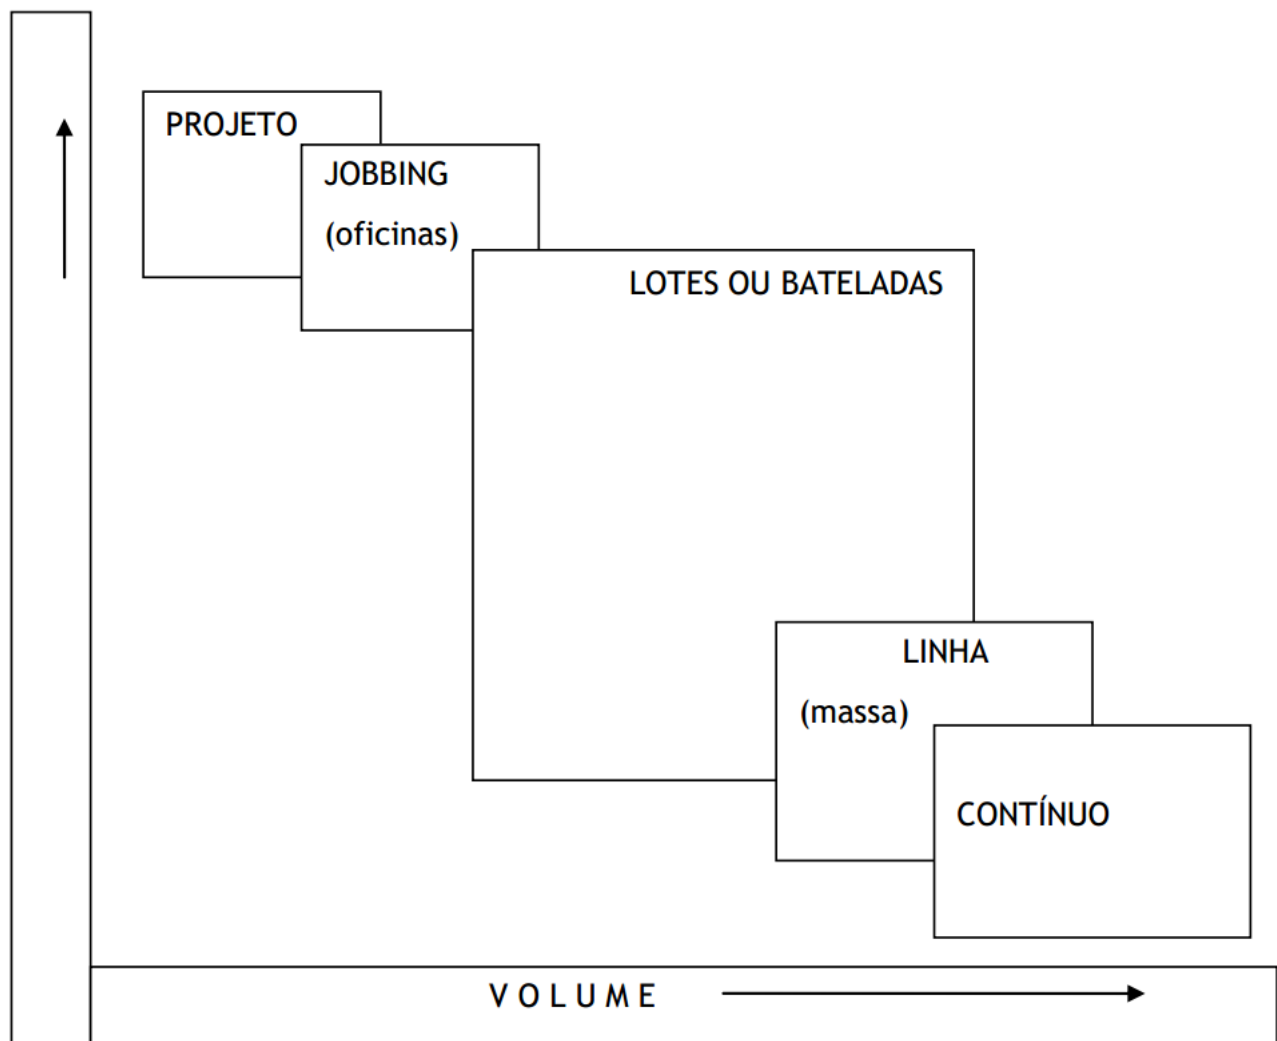 PROJETO
JOBBING
(oficinas)
LOTES OU BATELADAS
LINHA
(massa)
CONTÍNUO
V O L U M E